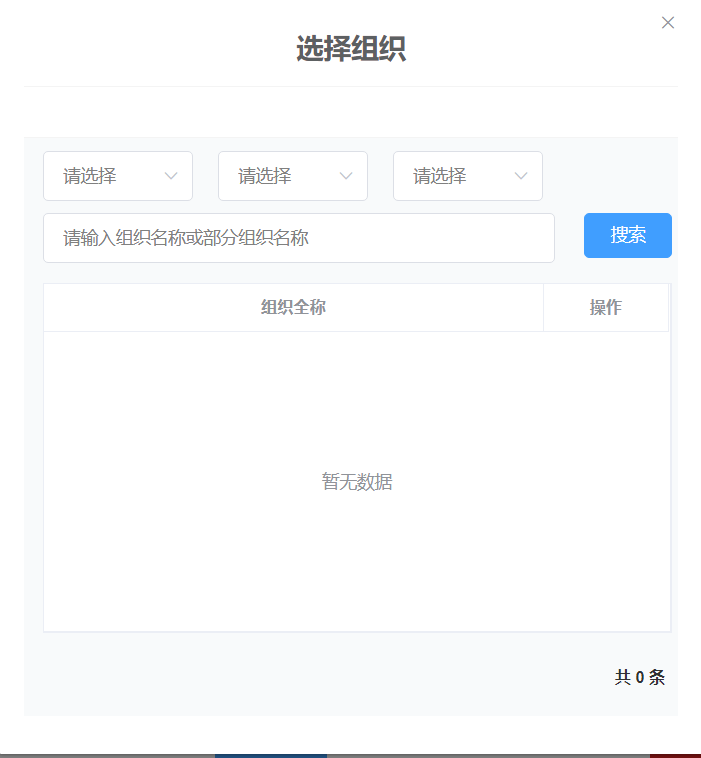 选择组织
请选择 请选择 请选择
请输入组织名称或部分组织名称 搜索
组织全称 操作
暂无数据
共 0 条